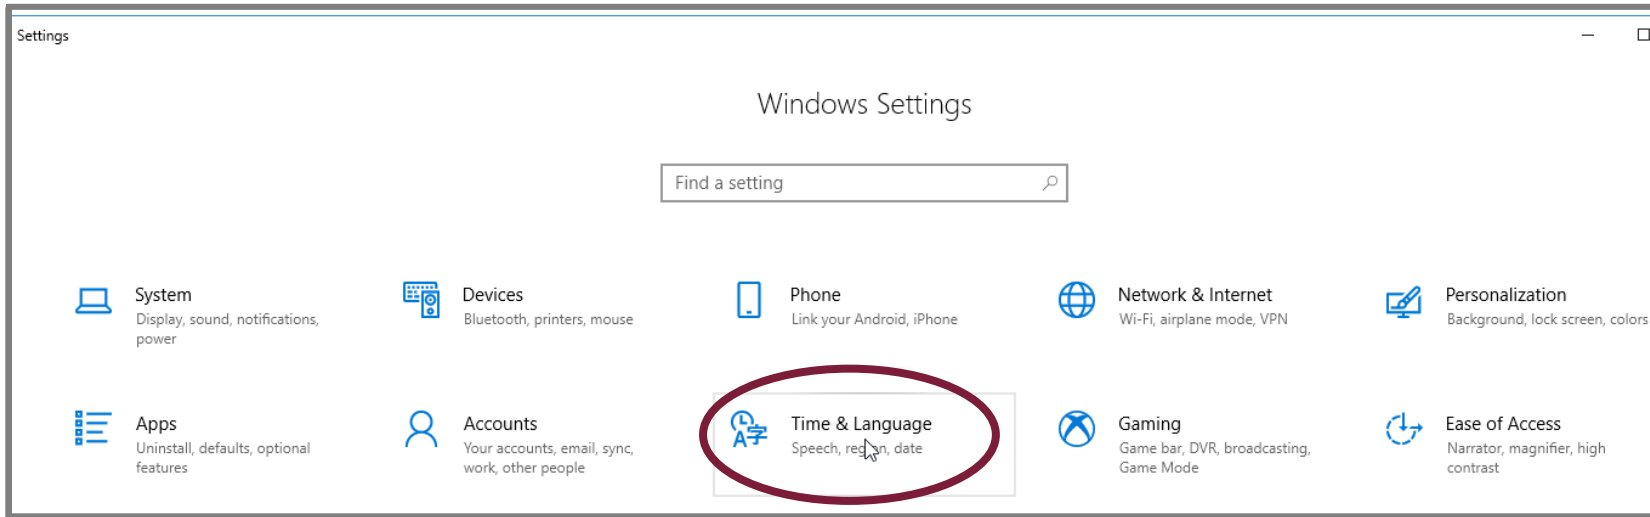 Settings
Windows Settings
Find a setting
System
Display, sound, notifications,
power
Devices
Bluetooth, printers, mouse
Phone
Link your Android, iPhone
Network & Internet
Wi-Fi, airplane mode, VPN
Personalization
Background, lock screen, colors
Apps
Uninstall, defaults, optional
features
Accounts
Your accounts, email, sync,
work, other people
Time & Language
Speech, region, date
Gaming
Game bar, DVR, broadcasting,
Game Mode
Ease of Access
Narrator, magnifier, high
contrast